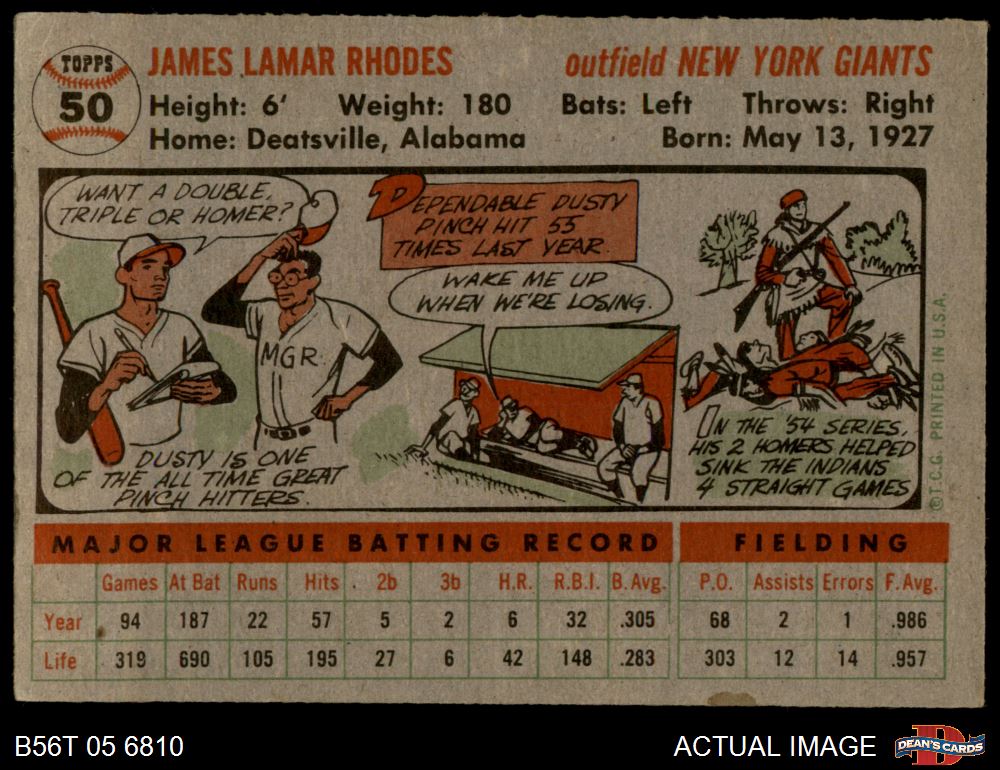 TOPPS
50
JAMES LAMAR RHODES
outfield NEW YORK GIANTS
Height: 6' Weight: 180 Bats: Left Throws: Right
Home: Deatsville, Alabama Born: May 13, 1927
WANT A DOUBLE,
TRIPLE OR HOMER?
MGR.
DUSTY IS ONE
OF THE ALL TIME GREAT
PINCH HITTERS.
DEPENDABLE DUSTY
PINCH HIT 55
TIMES LAST YEAR.
WAKE ME UP
WHEN WE'RE LOSING.
IN THE '54 SERIES,
HIS 2 HOMERS HELPED
SINK THE INDIANS
4 STRAIGHT GAMES
©T.C.G. PRINTED IN U.S.A.
MAJOR LEAGUE BATTING RECORD FIELDING
Games At Bat Runs Hits 2b 3b H.R. R.B.I. B. Avg. P.O. Assists Errors F. Avg.
Year 94 187 22 57 5 2 6 32 .305 68 2 1 .986
Life 319 690 105 195 27 6 42 148 .283 303 12 14 .957
B56T 05 6810
ACTUAL IMAGE
D
DEAN'S CARDS